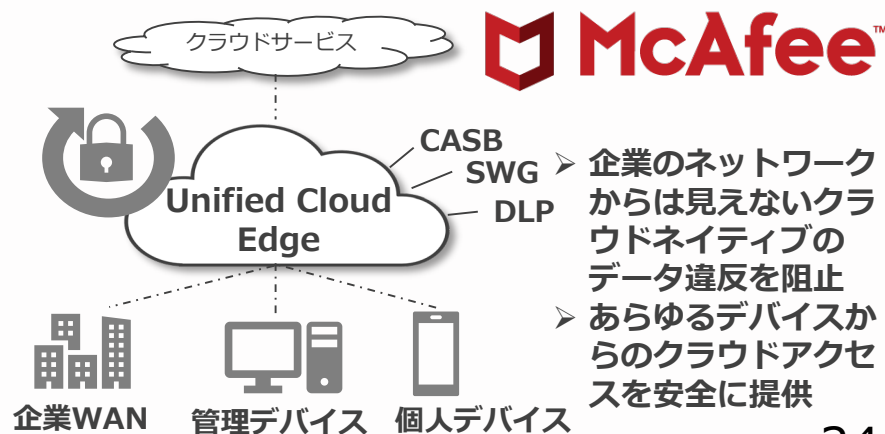 クラウドサービス
McAfee™
Unified Cloud
Edge
CASB
SWG
DLP
➢ 企業のネットワーク
からは見えないクラ
ウドネイティブの
データ違反を阻止
➢ あらゆるデバイスか
らのクラウドアクセ
スを安全に提供
企業WAN
管理デバイス
個人デバイス